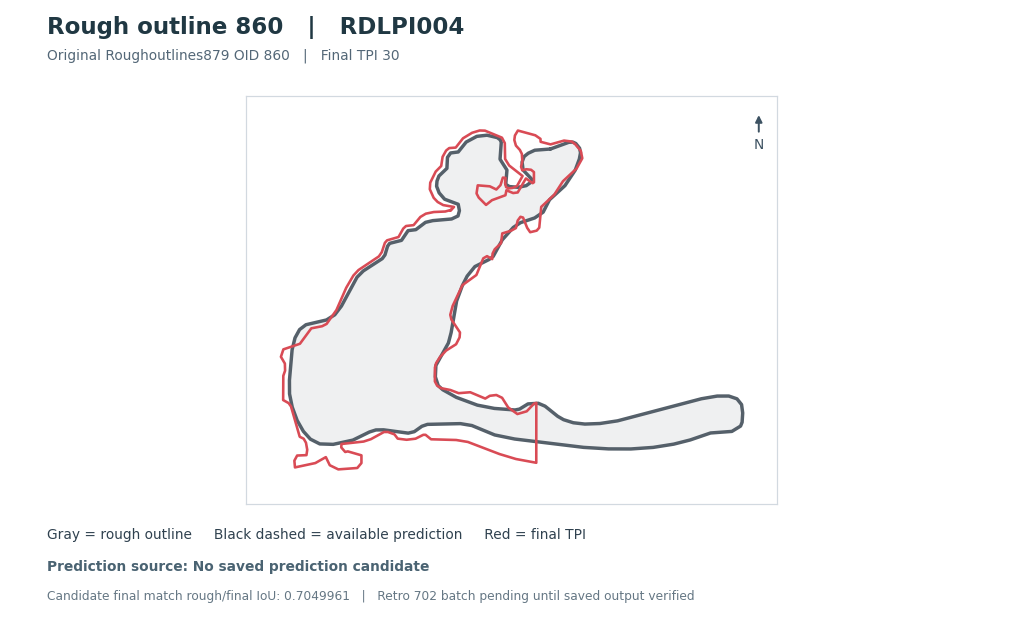 Rough outline 860   |   RDLPI004
Original Roughoutlines879 OID 860   |   Final TPI 30
N
Gray = rough outline     Black dashed = available prediction     Red = final TPI
Prediction source: No saved prediction candidate
Candidate final match rough/final IoU: 0.7049961   |   Retro 702 batch pending until saved output verified